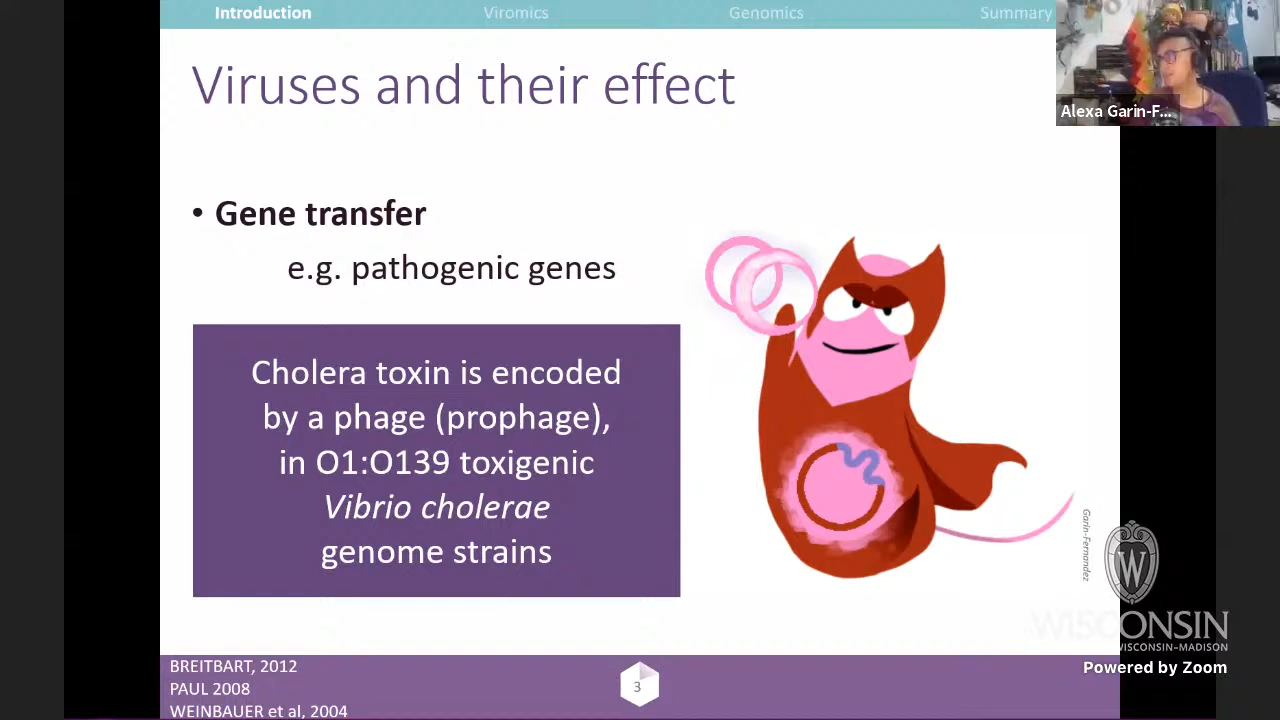 Introduction
Viromics
Genomics
Summary
Alexa Garin-F...
Viruses and their effect
• Gene transfer
e.g. pathogenic genes
Cholera toxin is encoded
by a phage (prophage),
in O1:O139 toxigenic
Vibrio cholerae
genome strains
Garin-Fernandez
W
WISCONSIN
WISCONSIN–MADISON
Powered by Zoom
BREITBART, 2012
PAUL 2008
WEINBAUER et al, 2004
3